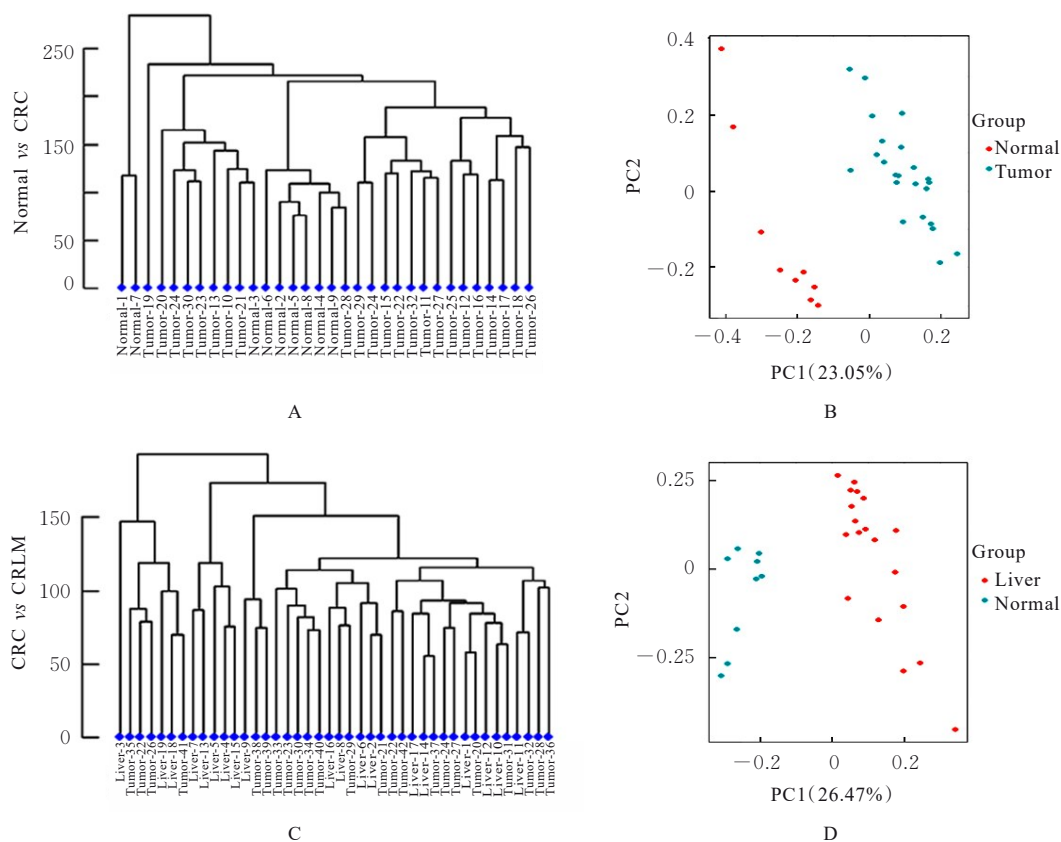 Normal vs CRC
250
150
50
0
Normal-1
Normal-7
Tumor-19
Tumor-20
Tumor-24
Tumor-30
Tumor-23
Tumor-13
Tumor-10
Tumor-21
Normal-3
Normal-6
Normal-2
Normal-5
Normal-8
Normal-4
Normal-9
Tumor-28
Tumor-29
Tumor-24
Tumor-15
Tumor-22
Tumor-32
Tumor-11
Tumor-27
Tumor-25
Tumor-12
Tumor-16
Tumor-14
Tumor-17
Tumor-18
Tumor-26
A
PC2
0.4
0.2
0
−0.2
−0.4
−0.2
0
0.2
PC1(23.05%)
Group
Normal
Tumor
B
CRC vs CRLM
150
100
50
0
Liver-3
Tumor-35
Tumor-22
Tumor-26
Liver-19
Liver-18
Tumor-41
Liver-7
Liver-13
Liver-5
Liver-4
Liver-15
Liver-9
Tumor-38
Tumor-39
Tumor-33
Tumor-23
Tumor-30
Tumor-34
Tumor-40
Liver-16
Liver-8
Tumor-29
Liver-6
Liver-2
Tumor-21
Tumor-22
Tumor-42
Liver-17
Liver-14
Tumor-37
Tumor-24
Tumor-27
Liver-1
Tumor-20
Liver-12
Liver-10
Tumor-31
Liver-11
Tumor-32
Tumor-28
Tumor-36
C
PC2
0.25
0
−0.25
−0.2
0
0.2
PC1(26.47%)
Group
Liver
Normal
D